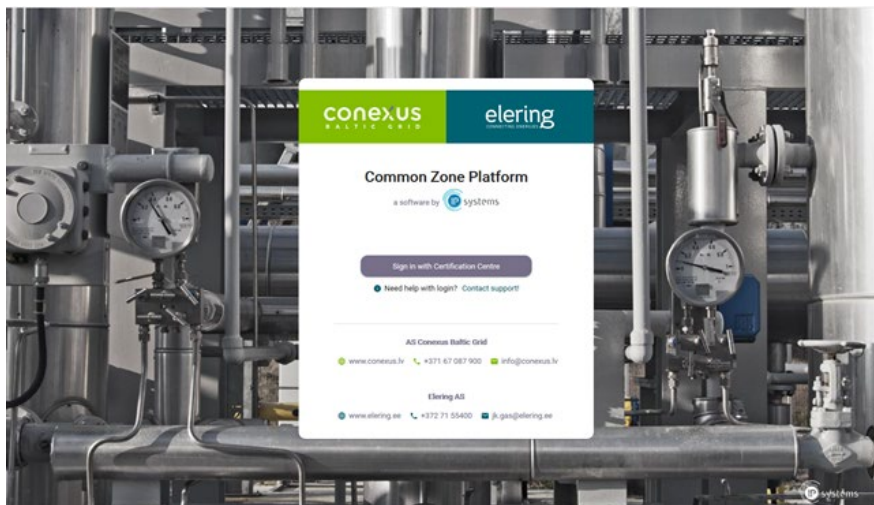 conexus
BALTIC GRID
elering
CONNECTING ENERGIES
Common Zone Platform
a software by IP systems
Sign in with Certification Centre
Need help with login? Contact support!
AS Conexus Baltic Grid
www.conexus.lv +371 67 087 900 info@conexus.lv
Elering AS
www.elering.ee +372 71 55400 jk.gas@elering.ee
IP systems